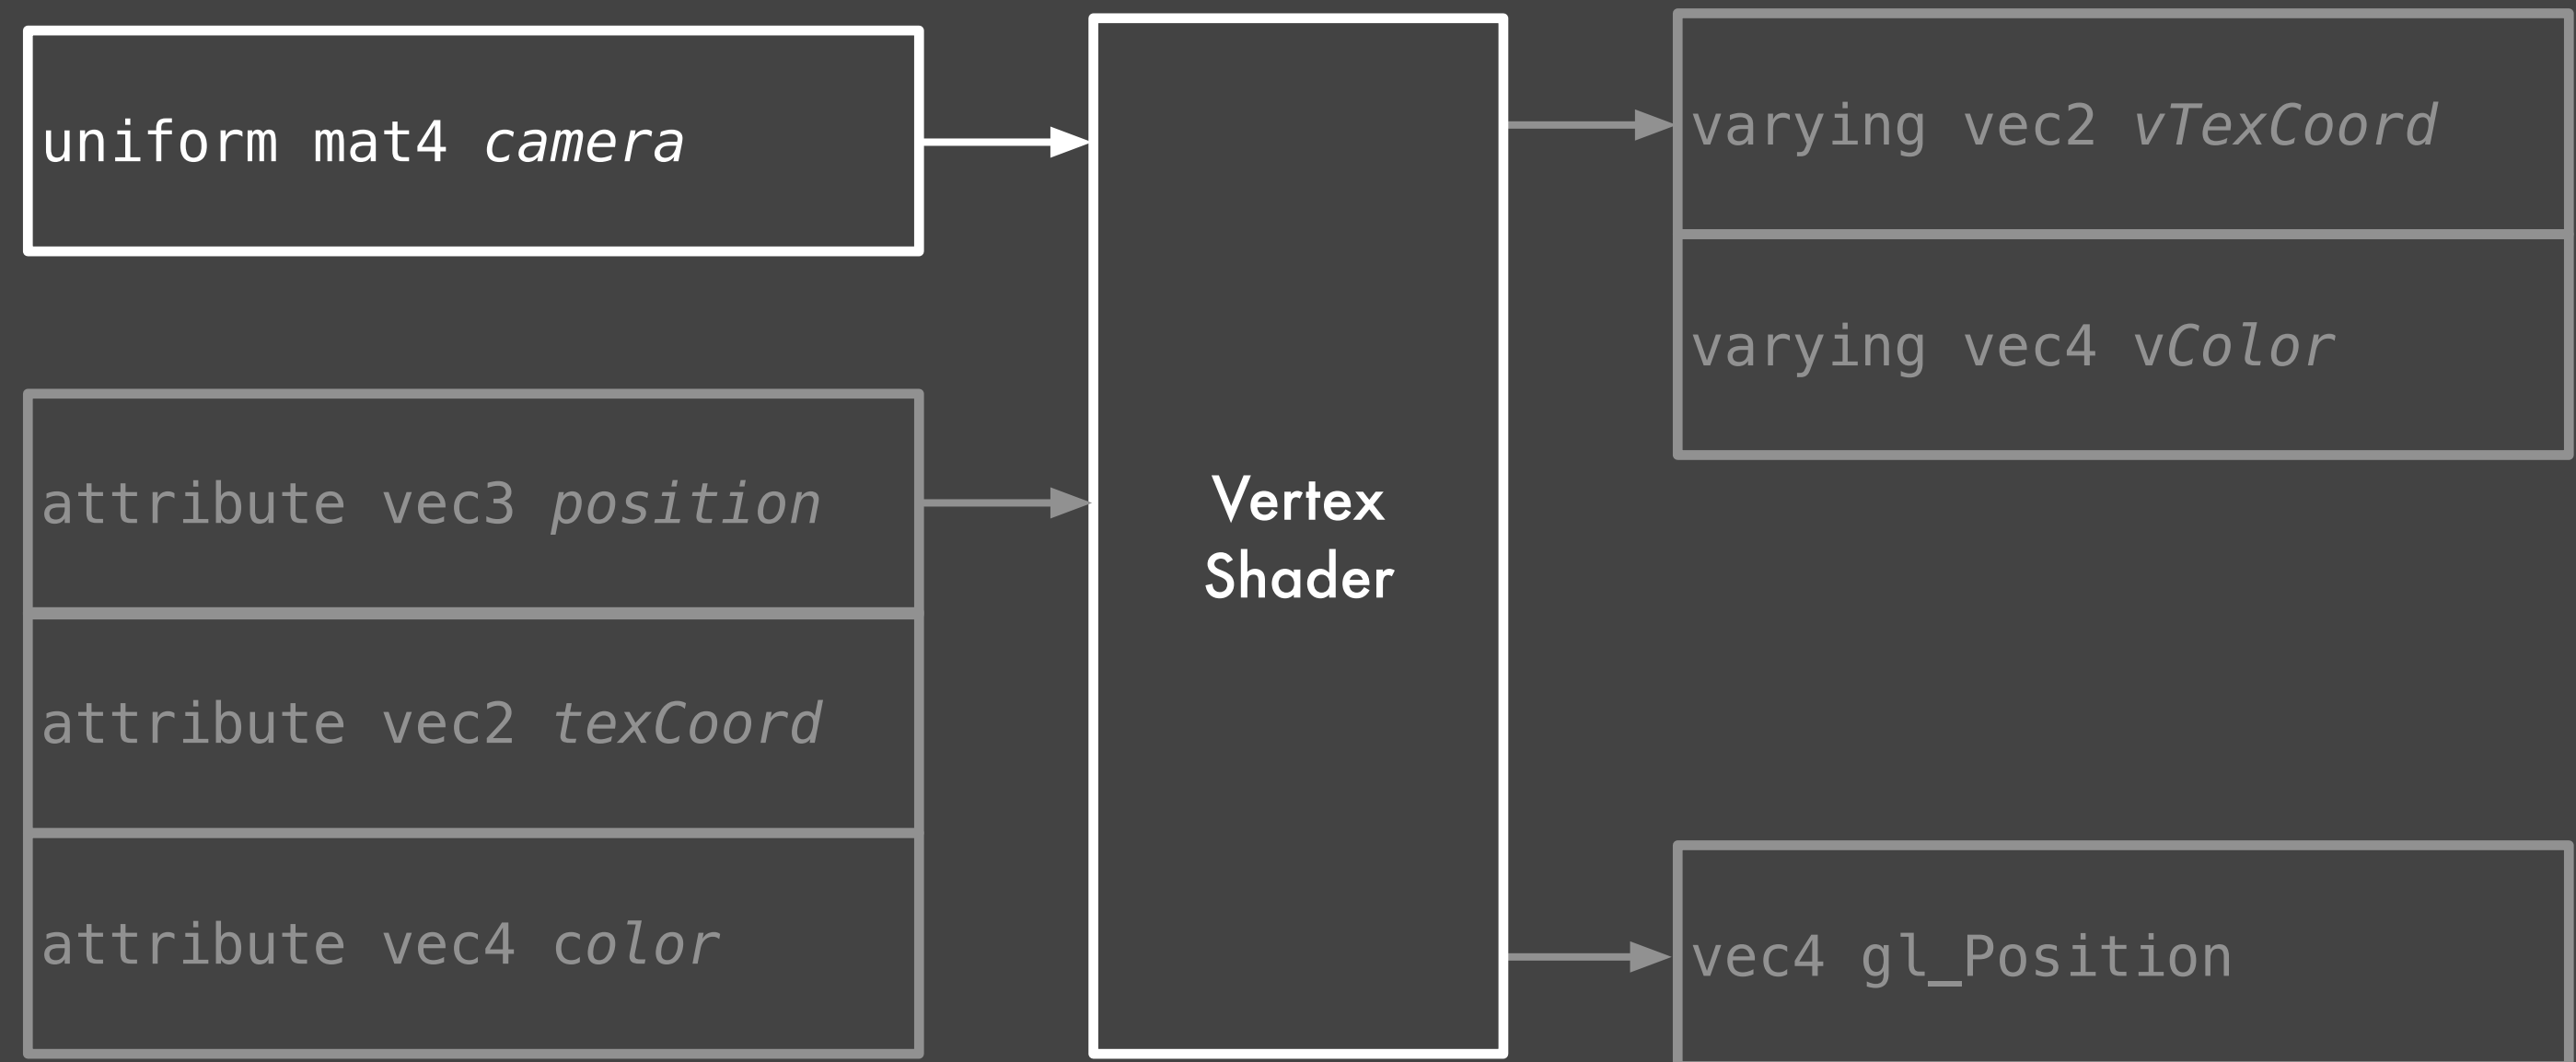 uniform mat4 camera
attribute vec3 position
attribute vec2 texCoord
attribute vec4 color
Vertex
Shader
varying vec2 vTexCoord
varying vec4 vColor
vec4 gl_Position